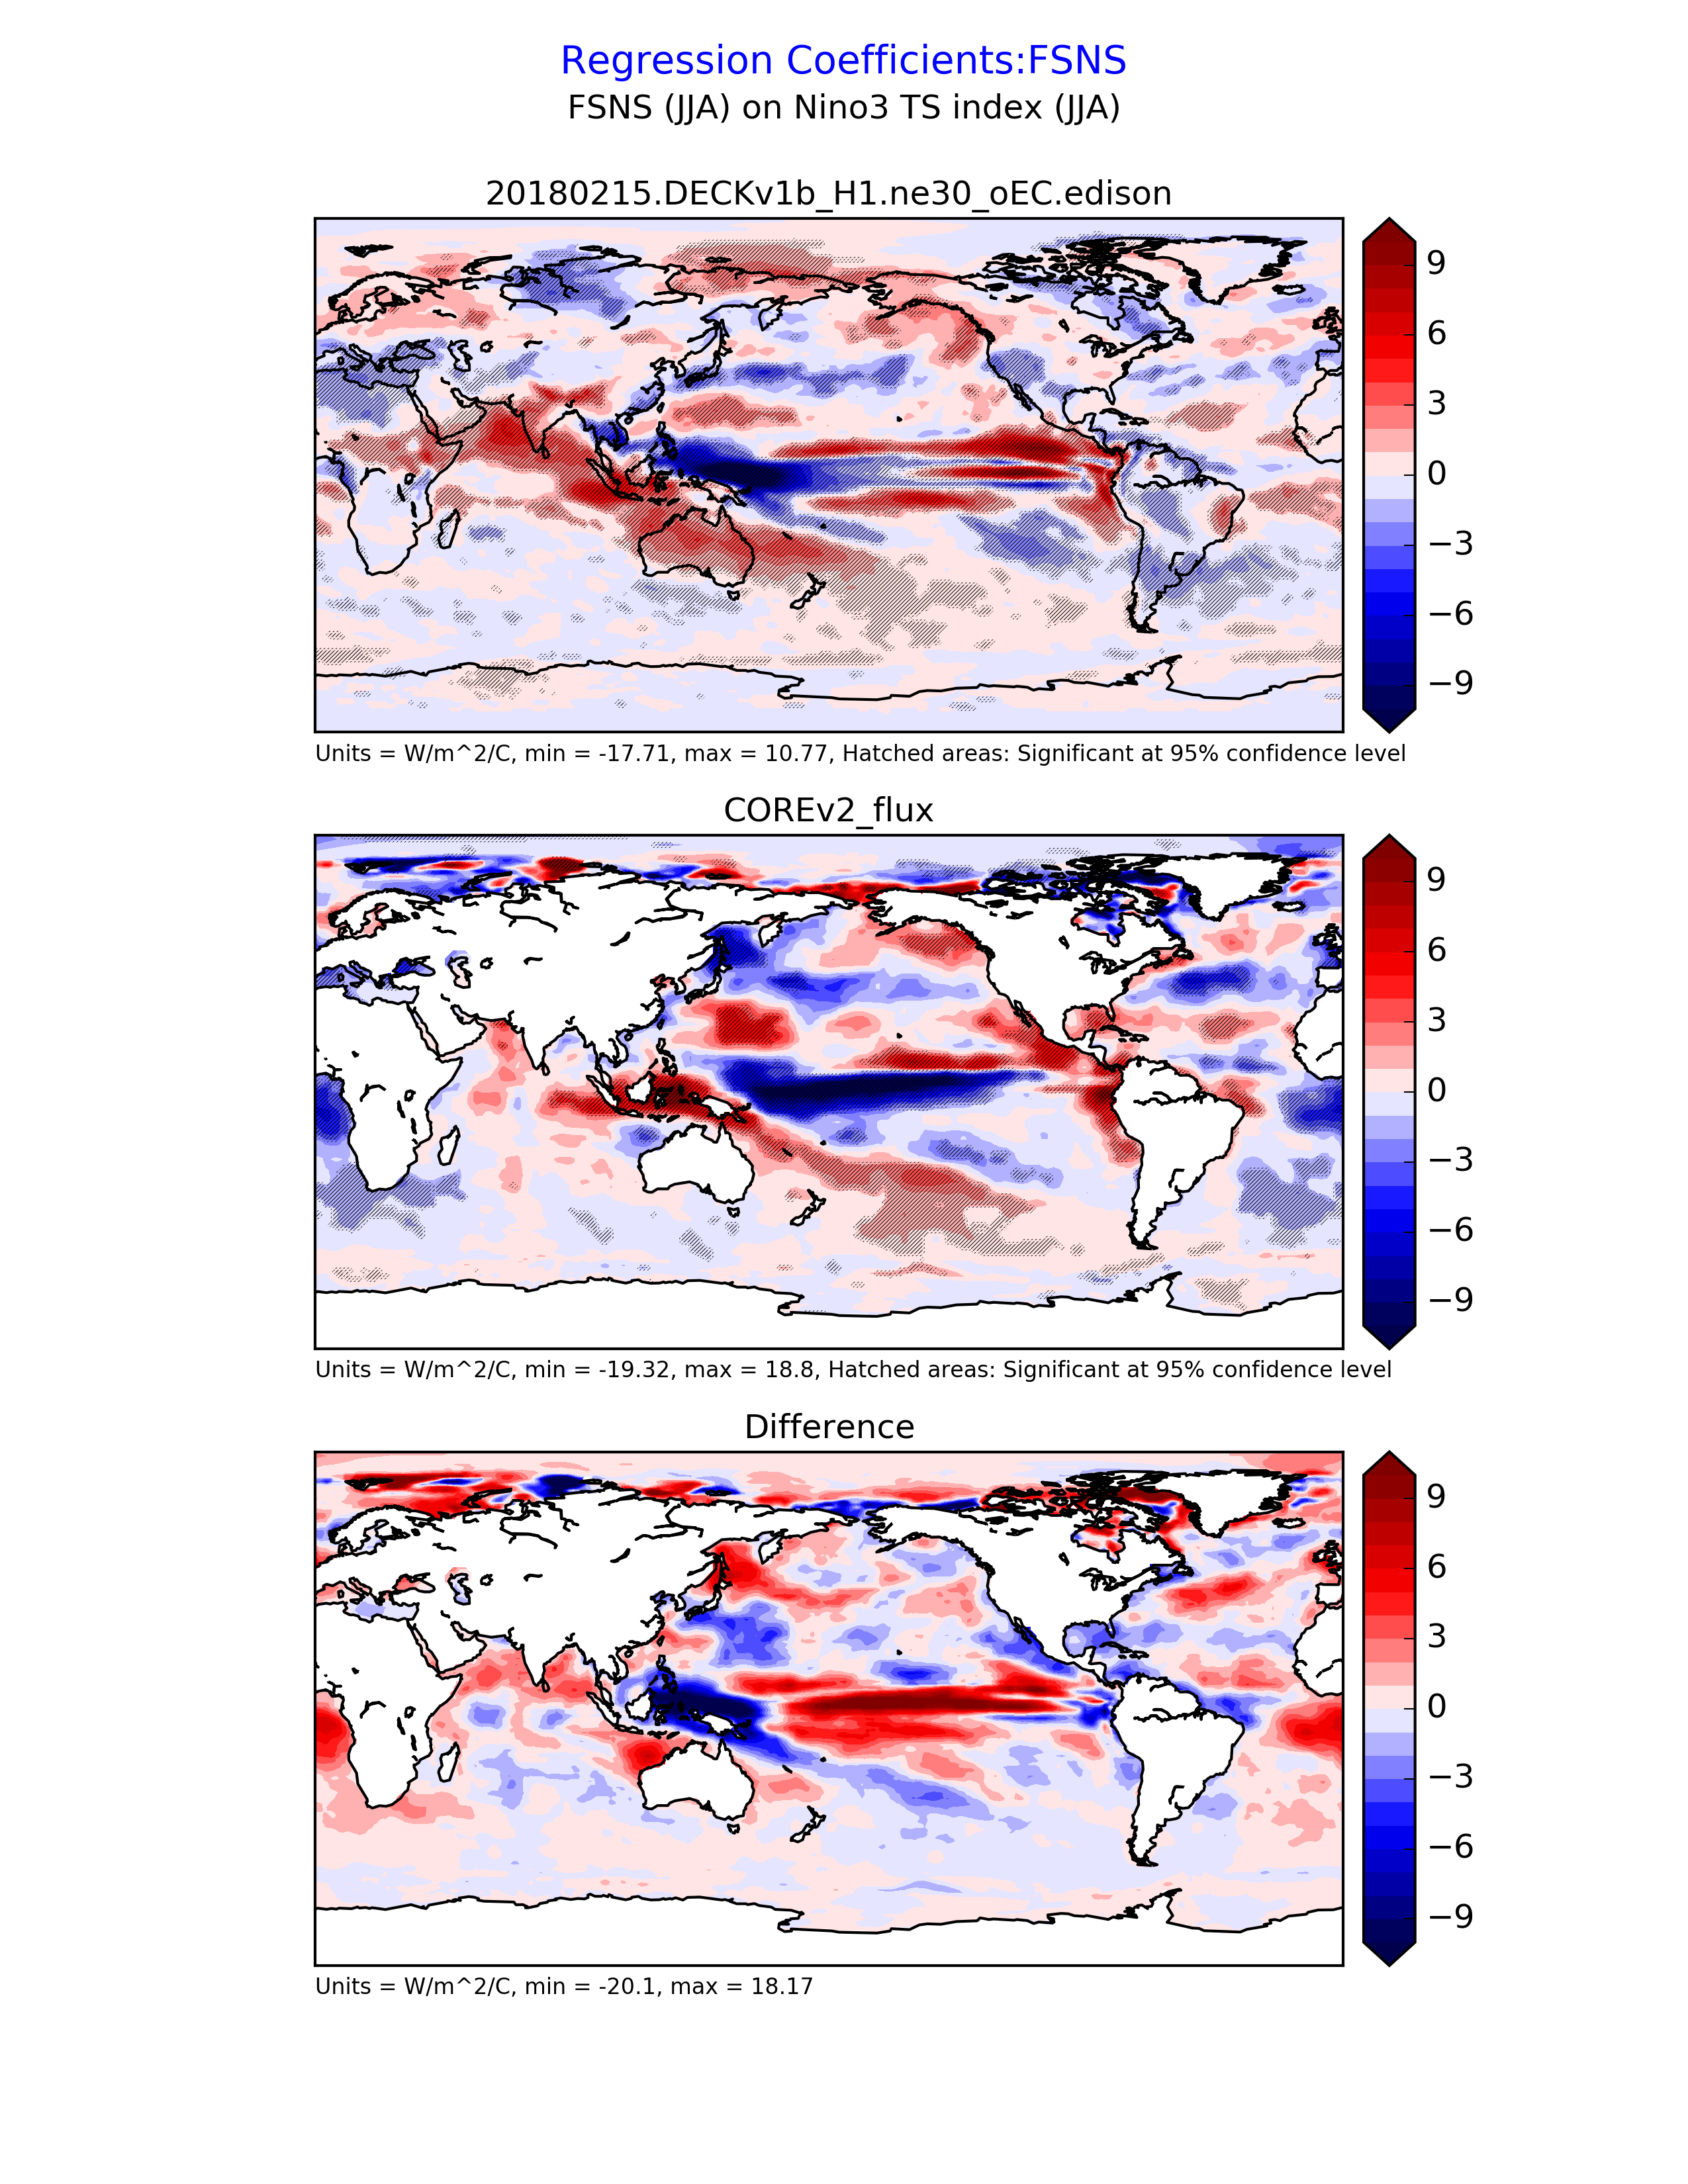 Regression Coefficients:FSNS
FSNS (JJA) on Nino3 TS index (JJA)
20180215.DECKv1b_H1.ne30_oEC.edison
9
6
3
0
−3
−6
−9
Units = W/m^2/C, min = -17.71, max = 10.77, Hatched areas: Significant at 95% confidence level
COREv2_flux
9
6
3
0
−3
−6
−9
Units = W/m^2/C, min = -19.32, max = 18.8, Hatched areas: Significant at 95% confidence level
Difference
9
6
3
0
−3
−6
−9
Units = W/m^2/C, min = -20.1, max = 18.17